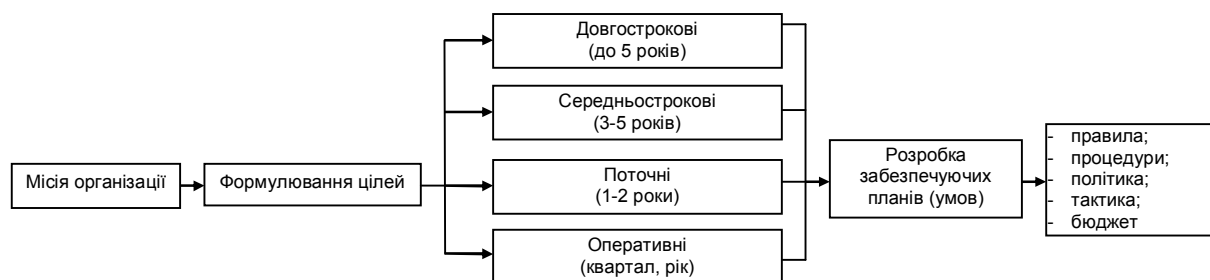 Місія організації
Формулювання цілей
Довгострокові
(до 5 років)
Середньострокові
(3-5 років)
Поточні
(1-2 роки)
Оперативні
(квартал, рік)
Розробка
забезпечуючих
планів (умов)
- правила;
- процедури;
- політика;
- тактика;
- бюджет